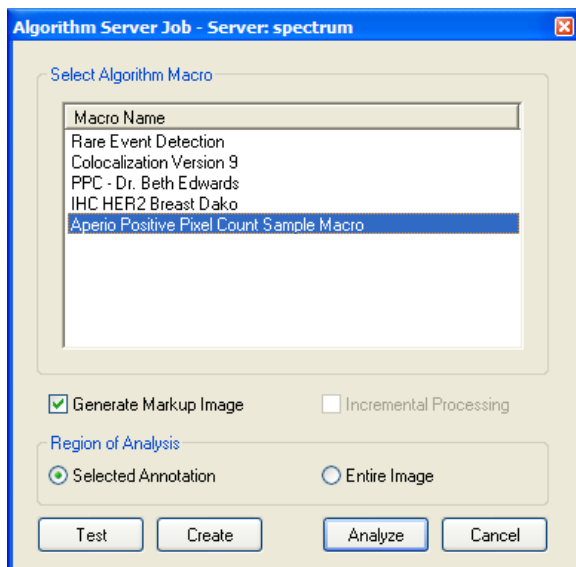 Algorithm Server Job - Server: spectrum
Select Algorithm Macro
Macro Name
Rare Event Detection
Colocalization Version 9
PPC - Dr. Beth Edwards
IHC HER2 Breast Dako
Aperio Positive Pixel Count Sample Macro
Generate Markup Image Incremental Processing
Region of Analysis
Selected Annotation Entire Image
Test Create Analyze Cancel